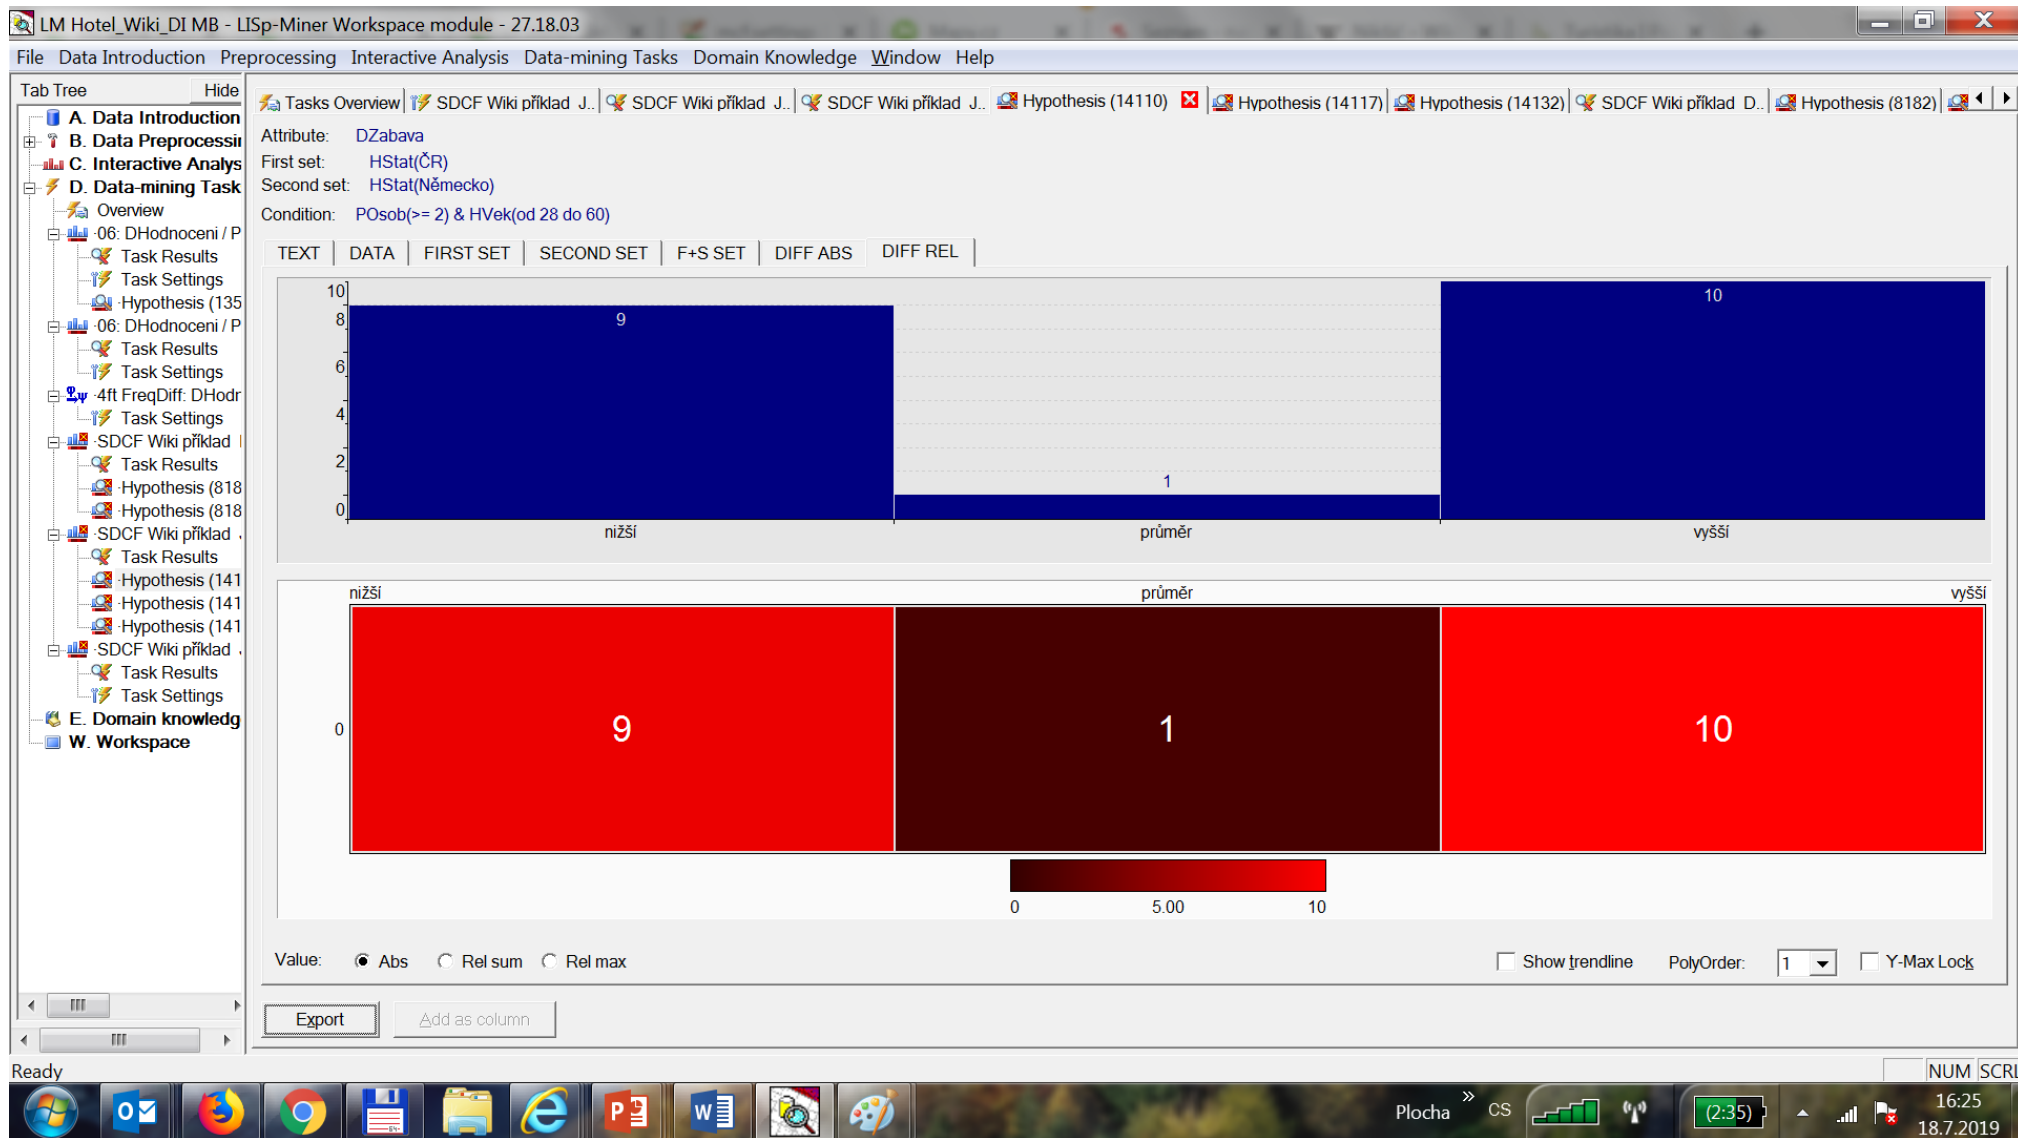 LM Hotel_Wiki_DI MB - LISp-Miner Workspace module - 27.18.03
File Data Introduction Preprocessing Interactive Analysis Data-mining Tasks Domain Knowledge Window Help
Tab Tree Hide
A. Data Introduction
B. Data Preprocessin
C. Interactive Analys
D. Data-mining Task
Overview
·06: DHodnoceni / P
Task Results
Task Settings
·Hypothesis (135
·06: DHodnoceni / P
Task Results
Task Settings
·4ft FreqDiff: DHodr
Task Settings
·SDCF Wiki příklad
Task Results
·Hypothesis (818
·Hypothesis (818
·SDCF Wiki příklad
Task Results
·Hypothesis (141
·Hypothesis (141
·Hypothesis (141
·SDCF Wiki příklad
Task Results
Task Settings
E. Domain knowledg
W. Workspace
Tasks Overview SDCF Wiki příklad J.. SDCF Wiki příklad J.. SDCF Wiki příklad J.. Hypothesis (14110) Hypothesis (14117) Hypothesis (14132) SDCF Wiki příklad D.. Hypothesis (8182)
Attribute: DZabava
First set: HStat(ČR)
Second set: HStat(Německo)
Condition: POsob(>= 2) & HVek(od 28 do 60)
TEXT DATA FIRST SET SECOND SET F+S SET DIFF ABS DIFF REL
10
8
6
4
2
0
9 1 10
nižší průměr vyšší
nižší průměr vyšší
0 9 1 10
0 5.00 10
Value: Abs Rel sum Rel max Show trendline PolyOrder: 1 Y-Max Lock
Export Add as column
Ready NUM SCRL
Plocha » CS (2:35) 16:25
18.7.2019